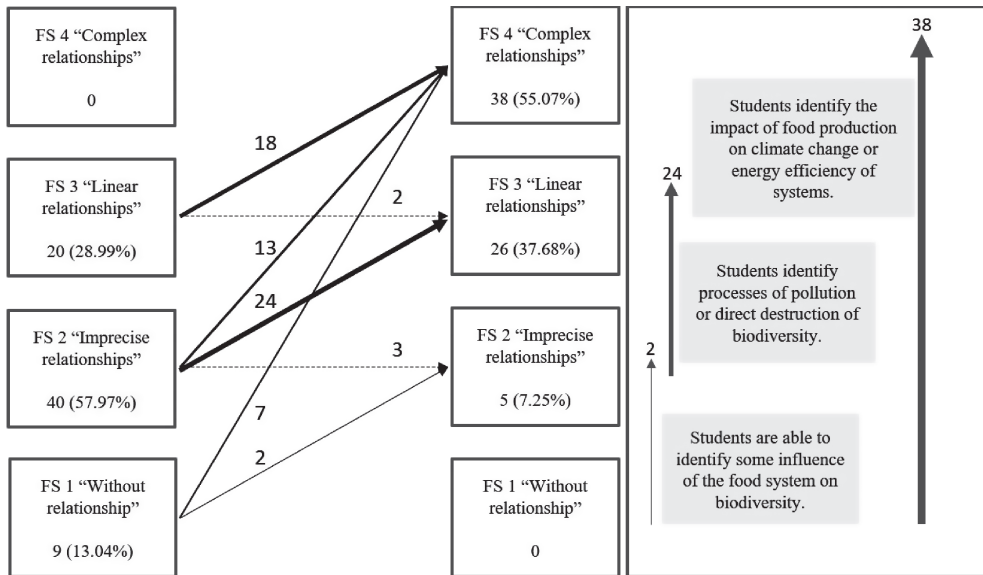 FS 4 “Complex
relationships”
0
FS 3 “Linear
relationships”
20 (28.99%)
FS 2 “Imprecise
relationships”
40 (57.97%)
FS 1 “Without
relationship”
9 (13.04%)
18
2
13
24
3
7
2
FS 4 “Complex
relationships”
38 (55.07%)
FS 3 “Linear
relationships”
26 (37.68%)
FS 2 “Imprecise
relationships”
5 (7.25%)
FS 1 “Without
relationship”
0
38
Students identify the
impact of food production
on climate change or
energy efficiency of
systems.
24
Students identify
processes of pollution
or direct destruction of
biodiversity.
2
Students are able to
identify some influence
of the food system on
biodiversity.